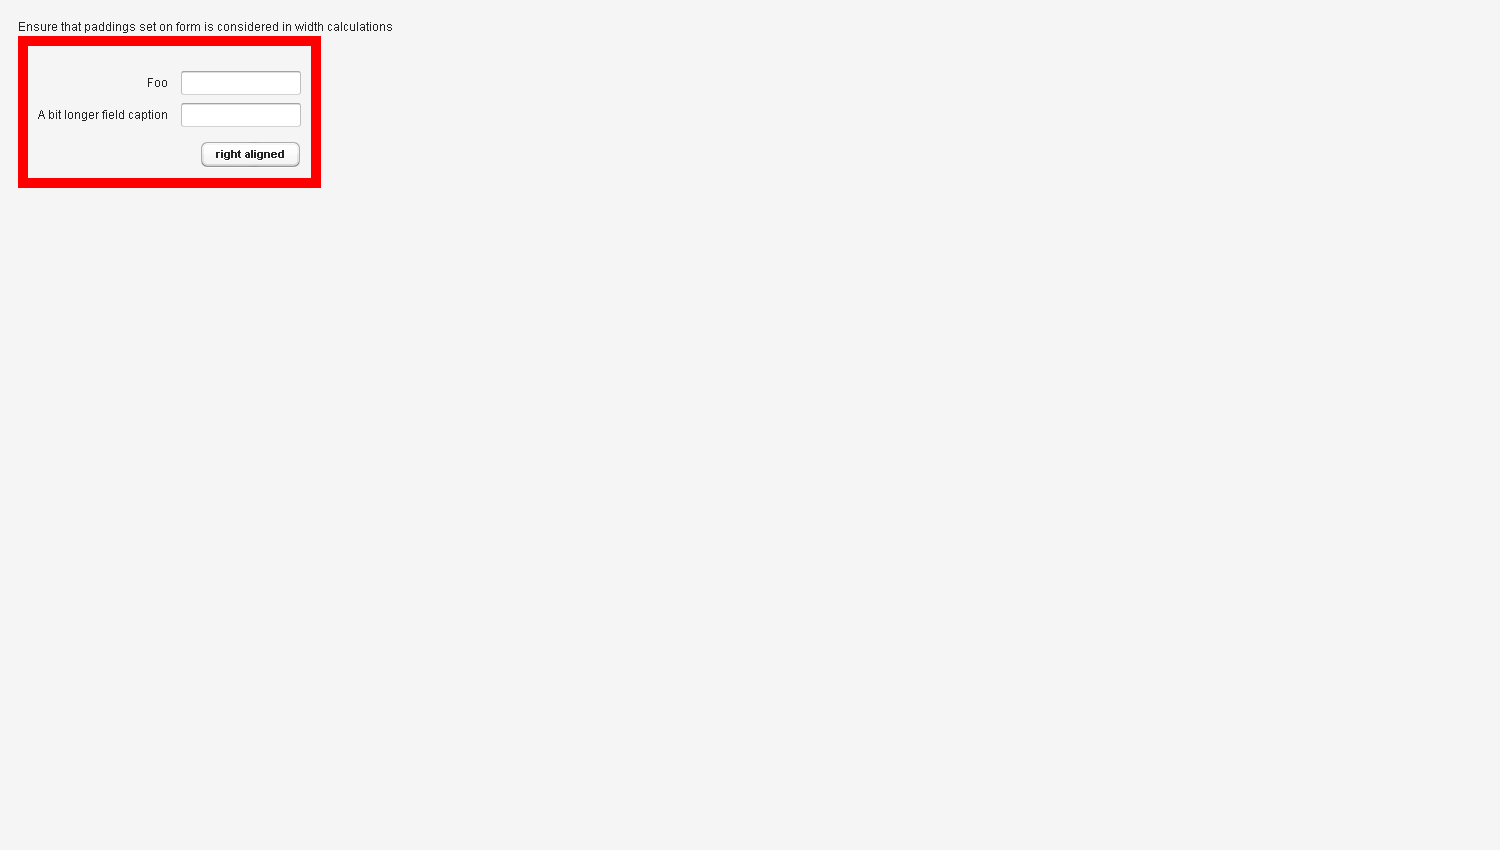 Ensure that paddings set on form is considered in width calculations
Foo
A bit longer field caption
right aligned